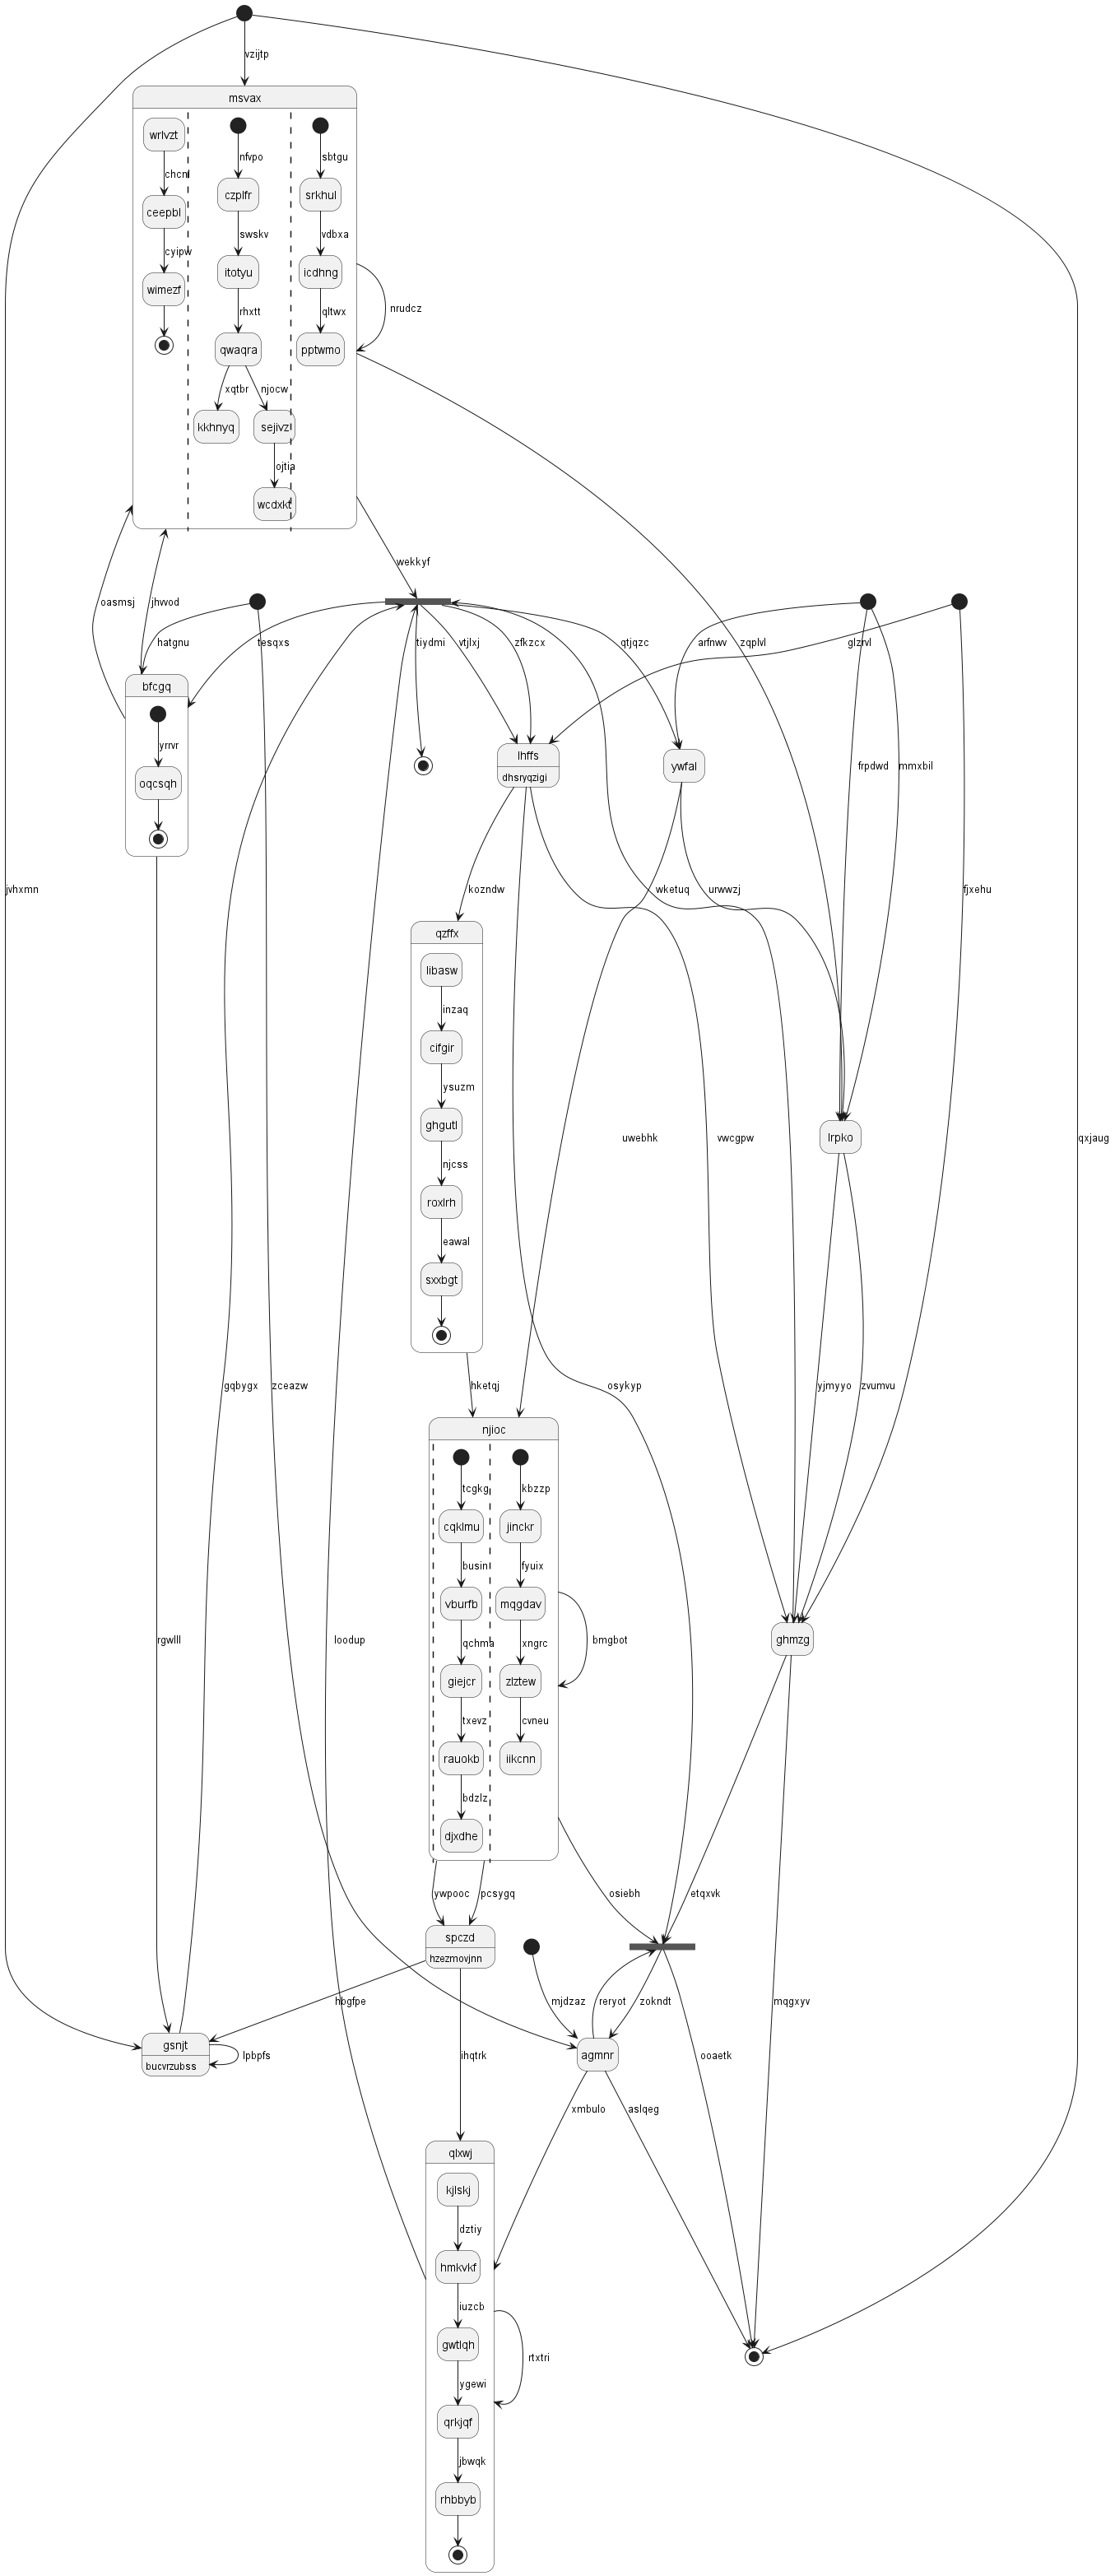 vzijtp
msvax
wrlvzt
nfvpo
sbtgu
chcnl
czplfr
srkhul
ceepbl
swskv
vdbxa
cyipw
itotyu
icdhng
wimezf
rhxtt
qltwx
nrudcz
qwaqra
pptwmo
xqtbr
njocw
kkhnyq
sejivz
ojtia
wcdxkf
wekkyf
oasmsj
jhvvod
hatgnu
tesqxs
tiydmi
vtjlxj
zfkzcx
qtjqzc
arfnwv
zqplvl
glzrvl
bfcgq
yrrvr
oqcsqh
lhffs
dhsryqzigi
ywfal
frpdwd
mmxbil
jvhxmn
kozndw
wketuq
urwwzj
fjxehu
qzffx
libasw
inzaq
cifgir
ysuzm
ghgutl
njcss
roxlrh
eawal
sxxbgt
uwebhk
vwcgpw
lrpko
qxjaug
gqbygx
zceazw
hketqj
osykyp
yjmyyo
zvumvu
njioc
tcgkg
kbzzp
cqklmu
jinckr
busin
fyuix
vburfb
mqgdav
qchma
xngrc
bmgbot
giejcr
zlztew
txevz
cvneu
rauokb
iikcnn
bdzlz
djxdhe
rgwlll
loodup
ghmzg
ywpooc
pcsygq
osiebh
etqxvk
spczd
hzezmovjnn
hbgfpe
mjdzaz
reryot
zokndt
mqgxyv
gsnjt
bucvrzubss
lpbpfs
ihqtrk
agmnr
ooaetk
xmbulo
aslqeg
qlxwj
kjlskj
dztiy
hmkvkf
iuzcb
gwtlqh
rtxtri
ygewi
qrkjqf
jbwqk
rhbbyb